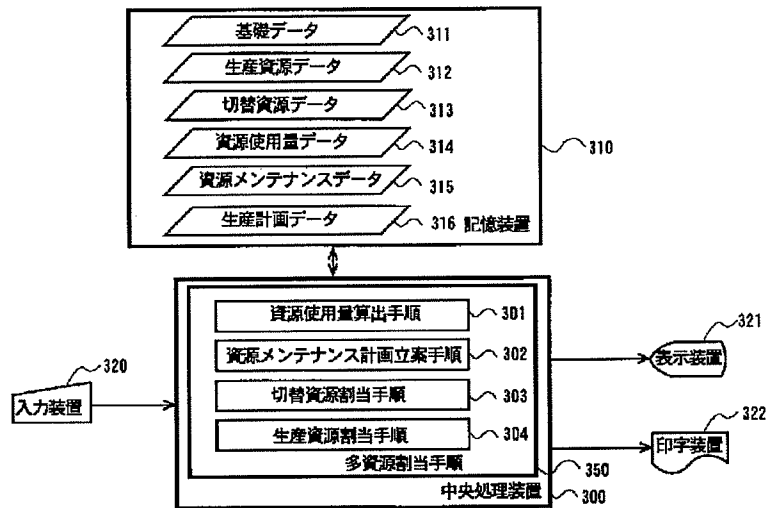 基礎データ 311
生産資源データ 312
切替資源データ 313
資源使用量データ 314
資源メンテナンスデータ 315
生産計画データ 316
記憶装置
310
資源使用量算出手順 301
資源メンテナンス計画立案手順 302
切替資源割当手順 303
生産資源割当手順 304
多資源割当手順
350
中央処理装置
300
320
入力装置
321
表示装置
322
印字装置